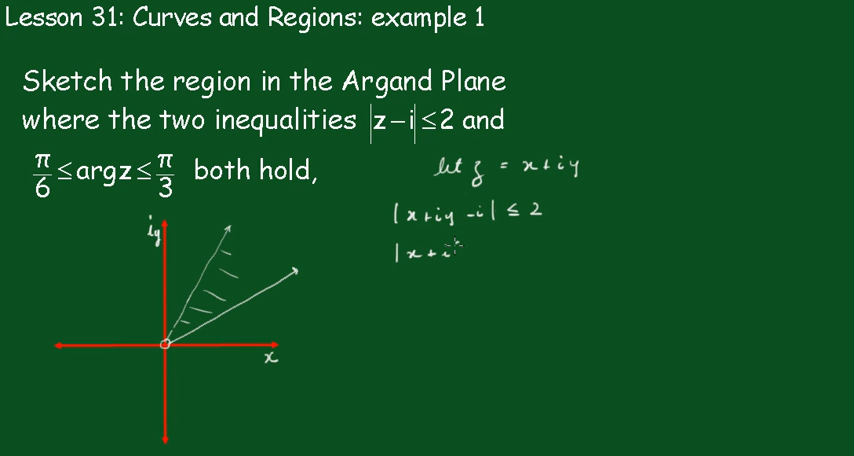 Lesson 31: Curves and Regions: example 1
Sketch the region in the Argand Plane
where the two inequalities |z−i|≤2 and
π/6 ≤ argz ≤ π/3 both hold,
let z = x+iy
|x+iy −i| ≤ 2
|x+i
iy
x